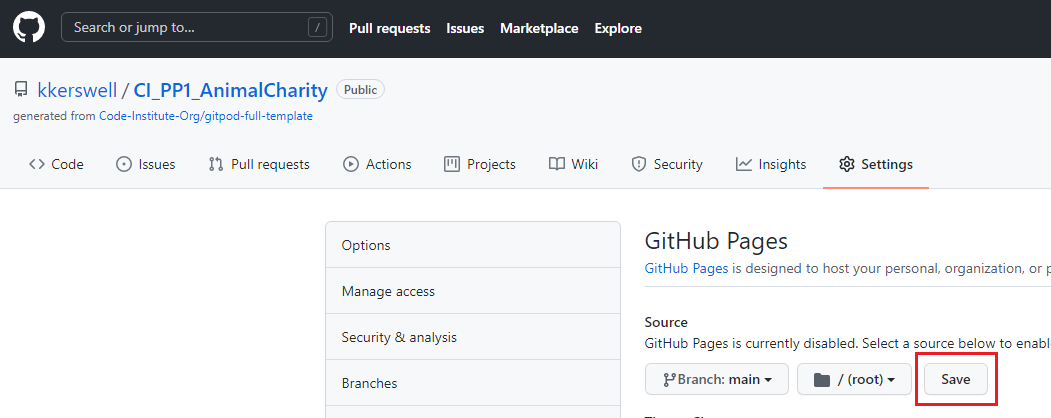 Search or jump to... /
Pull requests Issues Marketplace Explore
kkerswell / CI_PP1_AnimalCharity Public
generated from Code-Institute-Org/gitpod-full-template
Code Issues Pull requests Actions Projects Wiki Security Insights Settings
Options
Manage access
Security & analysis
Branches
GitHub Pages
GitHub Pages is designed to host your personal, organization, or
Source
GitHub Pages is currently disabled. Select a source below to enabl
Branch: main / (root) Save